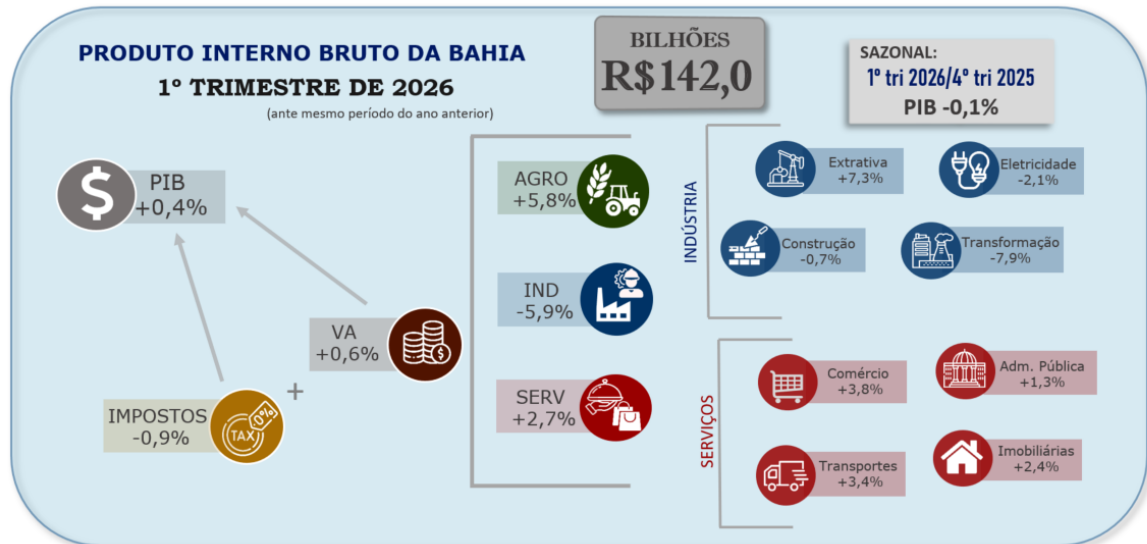 PRODUTO INTERNO BRUTO DA BAHIA
1º TRIMESTRE DE 2026
(ante mesmo período do ano anterior)
BILHÕES
R$142,0
SAZONAL:
1º tri 2026/4º tri 2025
PIB -0,1%
PIB
+0,4%
VA
+0,6%
+
IMPOSTOS
-0,9%
TAX
0%
AGRO
+5,8%
IND
-5,9%
SERV
+2,7%
INDÚSTRIA
Extrativa
+7,3%
Eletricidade
-2,1%
Construção
-0,7%
Transformação
-7,9%
SERVIÇOS
Comércio
+3,8%
Adm. Pública
+1,3%
Transportes
+3,4%
Imobiliárias
+2,4%